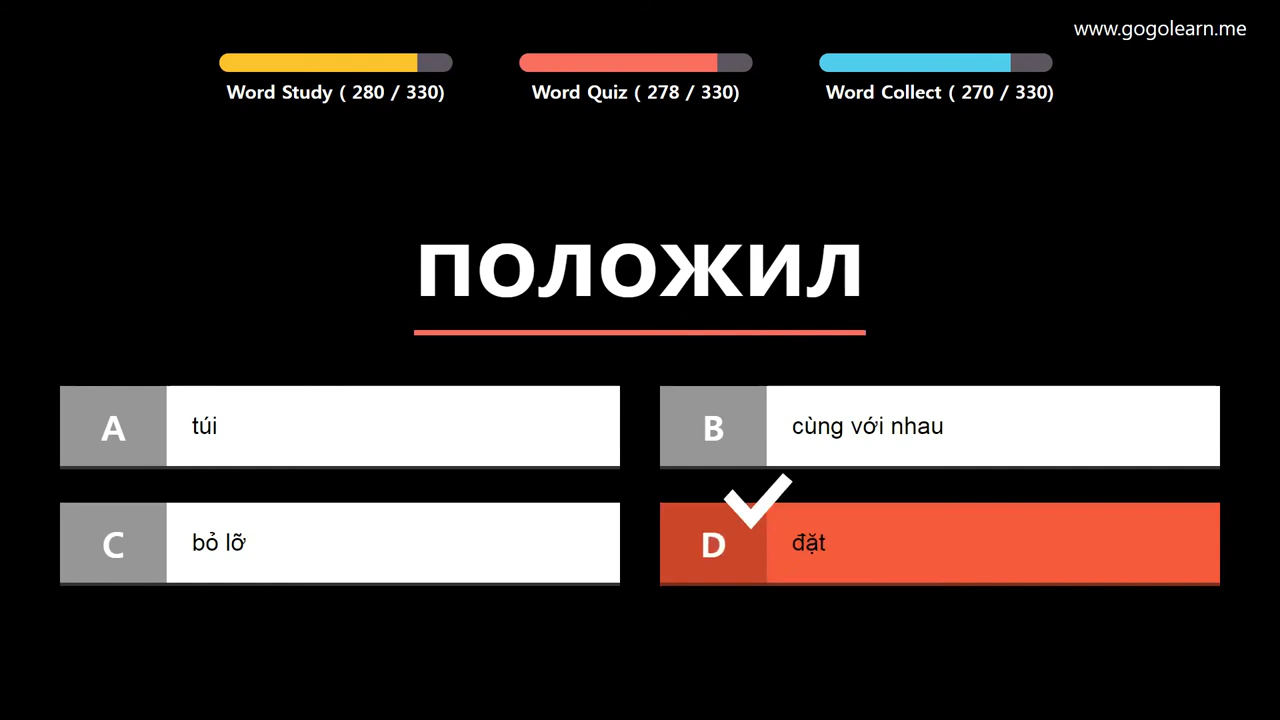 www.gogolearn.me
Word Study ( 280 / 330)
Word Quiz ( 278 / 330)
Word Collect ( 270 / 330)
положил
A
túi
B
cùng với nhau
C
bỏ lỡ
D
đặt